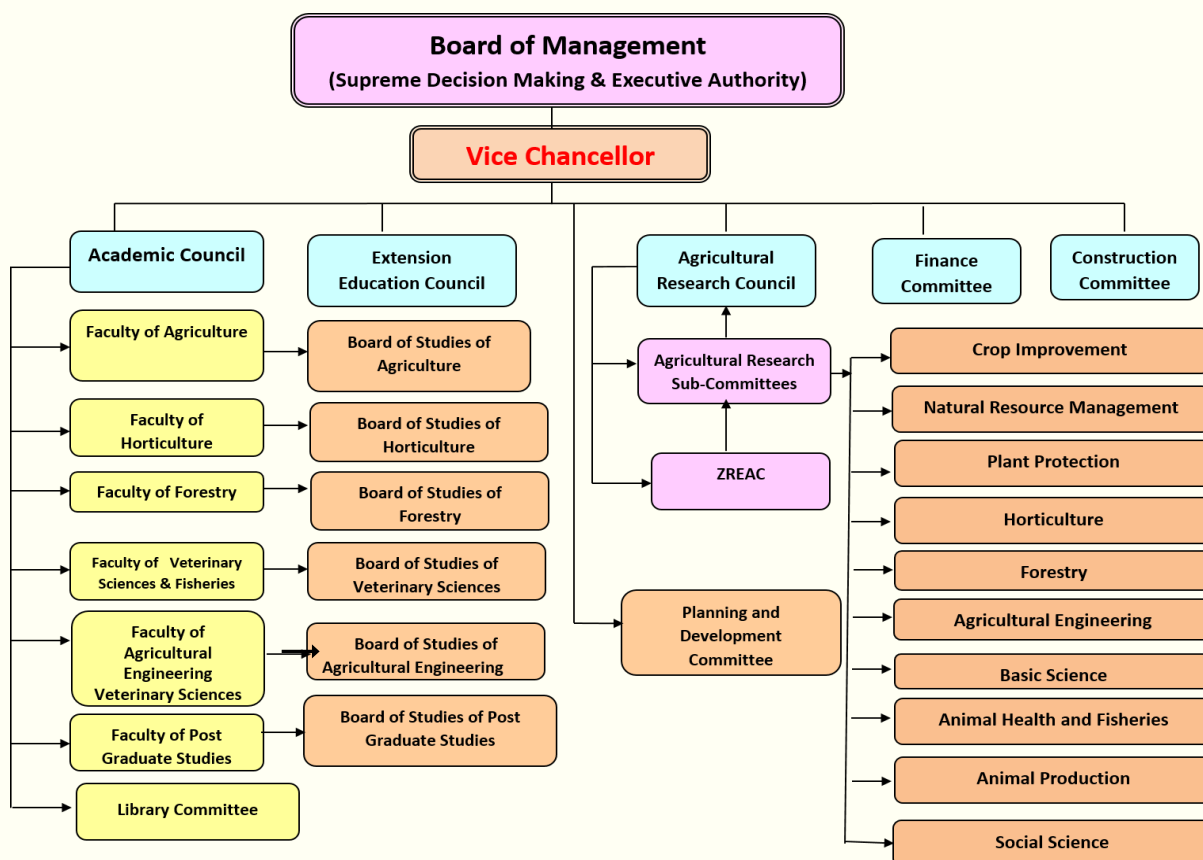 Board of Management
(Supreme Decision Making & Executive Authority)
Vice Chancellor
Academic Council
Extension
Education Council
Agricultural
Research Council
Finance
Committee
Construction
Committee
Faculty of Agriculture
Faculty of
Horticulture
Faculty of Forestry
Faculty of Veterinary
Sciences & Fisheries
Faculty of
Agricultural
Engineering
Veterinary Sciences
Faculty of Post
Graduate Studies
Library Committee
Board of Studies of
Agriculture
Board of Studies of
Horticulture
Board of Studies of
Forestry
Board of Studies of
Veterinary Sciences
Board of Studies of
Agricultural Engineering
Board of Studies of Post
Graduate Studies
Agricultural Research
Sub-Committees
ZREAC
Planning and
Development
Committee
Crop Improvement
Natural Resource Management
Plant Protection
Horticulture
Forestry
Agricultural Engineering
Basic Science
Animal Health and Fisheries
Animal Production
Social Science